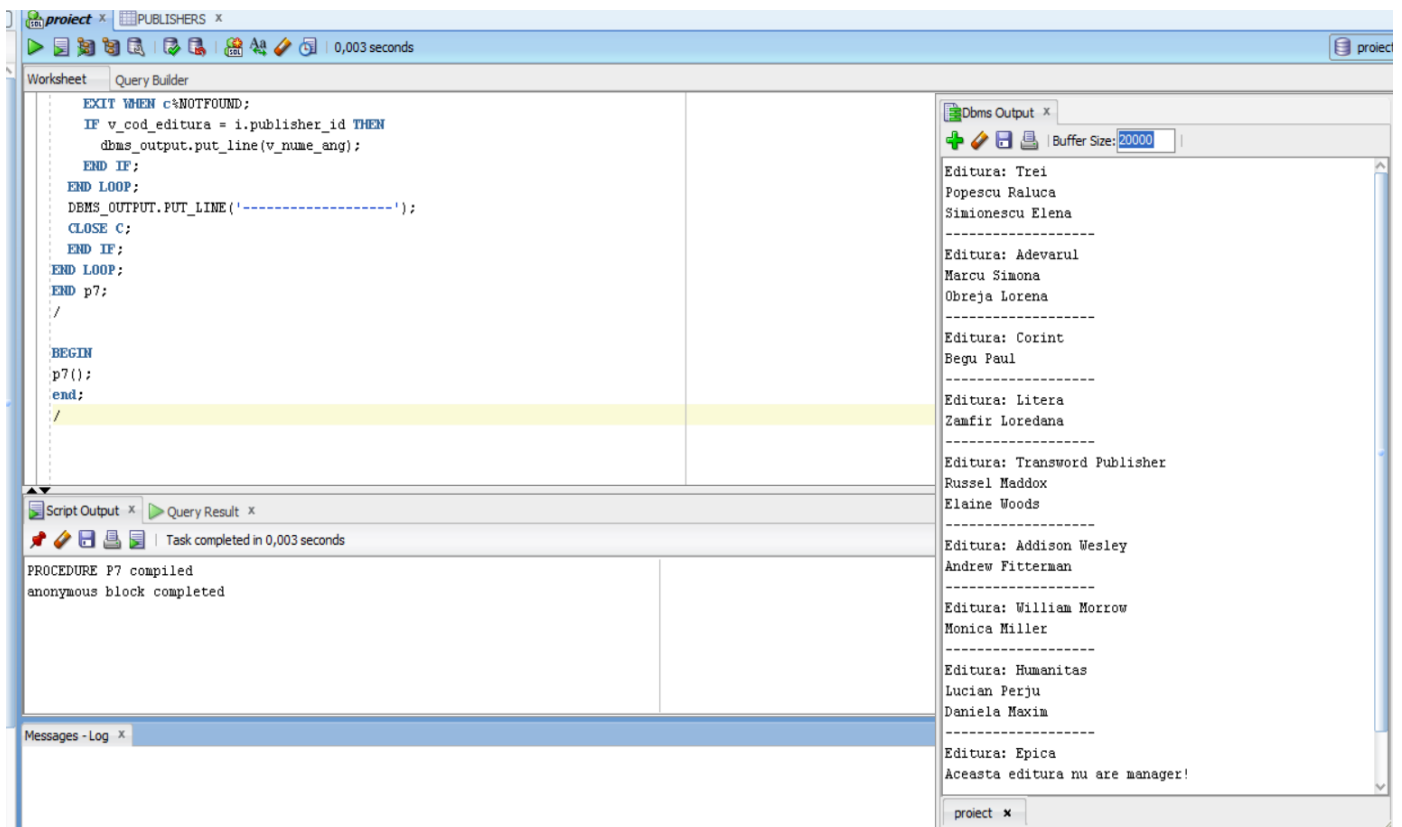 proiect x PUBLISHERS x
0,003 seconds
proiect
Worksheet Query Builder
EXIT WHEN c%NOTFOUND;
IF v_cod_editura = i.publisher_id THEN
dbms_output.put_line(v_nume_ang);
END IF;
END LOOP;
DBMS_OUTPUT.PUT_LINE('-------------------');
CLOSE C;
END IF;
END LOOP;
END p7;
/
BEGIN
p7();
end;
/
Script Output x Query Result x
Task completed in 0,003 seconds
PROCEDURE P7 compiled
anonymous block completed
Messages - Log x
Dbms Output x
Buffer Size: 20000
Editura: Trei
Popescu Raluca
Simionescu Elena
-------------------
Editura: Adevarul
Marcu Simona
Obreja Lorena
-------------------
Editura: Corint
Begu Paul
-------------------
Editura: Litera
Zamfir Loredana
-------------------
Editura: Transword Publisher
Russel Maddox
Elaine Woods
-------------------
Editura: Addison Wesley
Andrew Fitterman
-------------------
Editura: William Morrow
Monica Miller
-------------------
Editura: Humanitas
Lucian Perju
Daniela Maxim
-------------------
Editura: Epica
Aceasta editura nu are manager!
proiect x